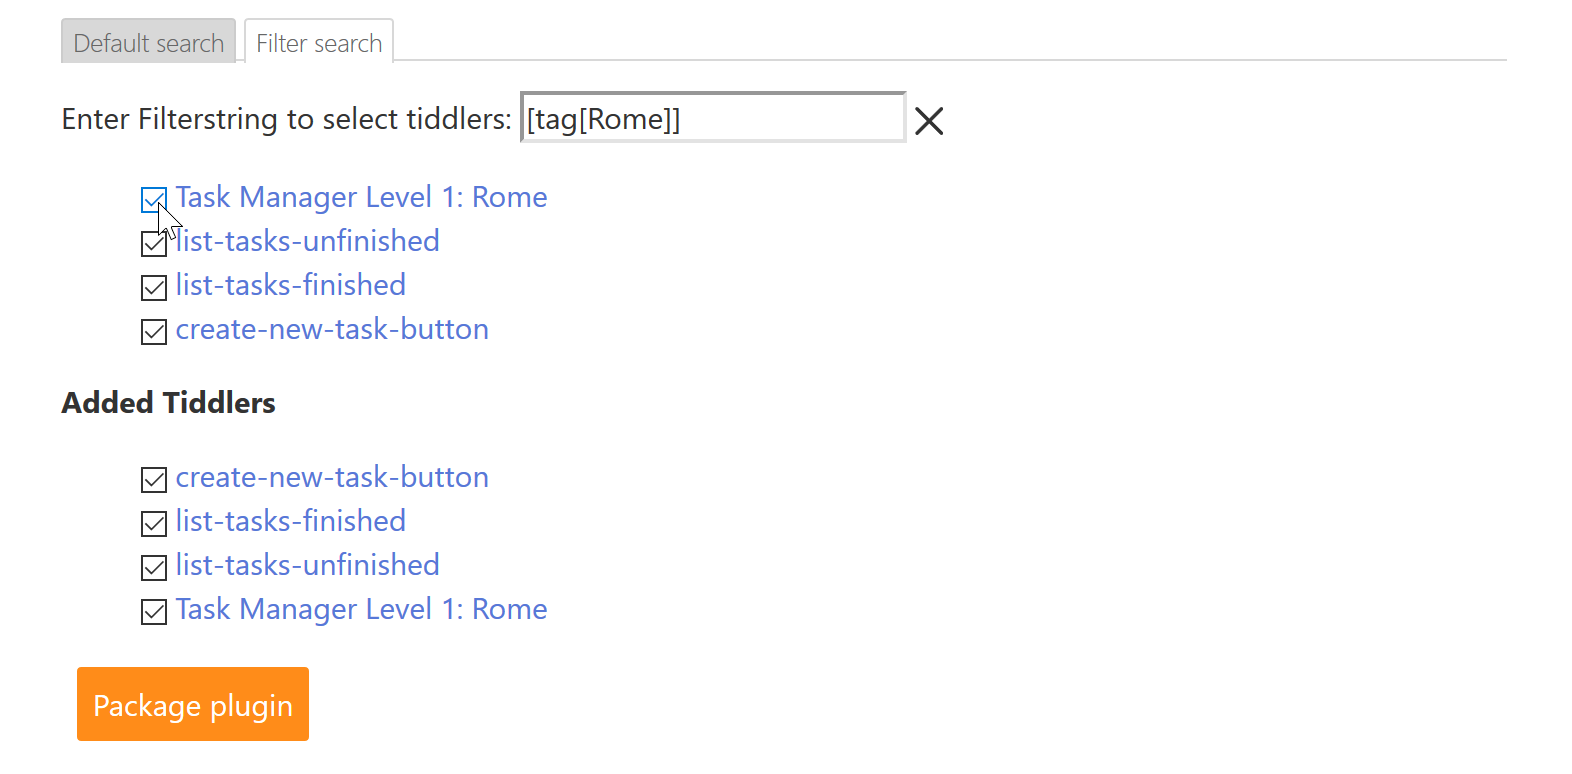 Default search Filter search
Enter Filterstring to select tiddlers: [tag[Rome]]
Task Manager Level 1: Rome
list-tasks-unfinished
list-tasks-finished
create-new-task-button
Added Tiddlers
create-new-task-button
list-tasks-finished
list-tasks-unfinished
Task Manager Level 1: Rome
Package plugin